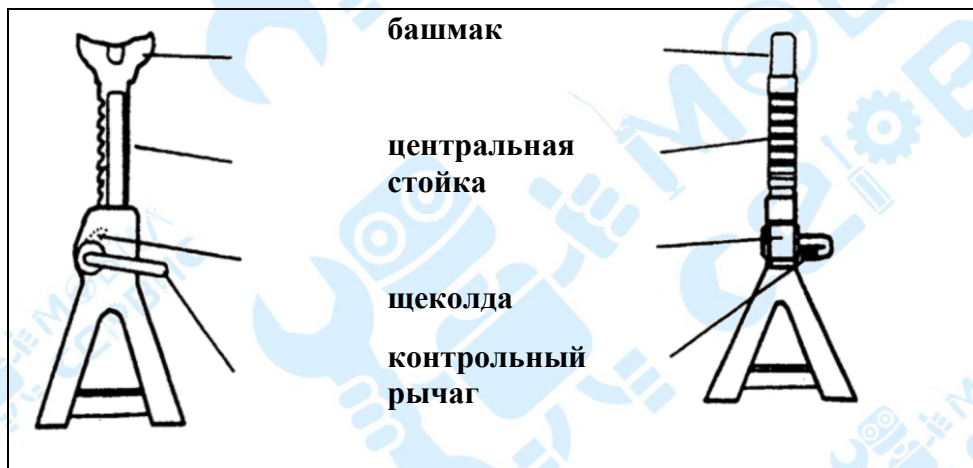 башмак
центральная
стойка
щеколда
контрольный
рычаг